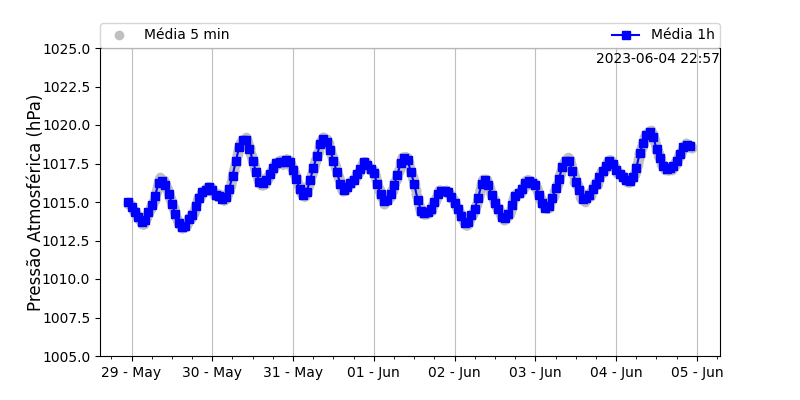 Média 5 min
Média 1h
2023-06-04 22:57
Pressão Atmosférica (hPa)
1025.0
1022.5
1020.0
1017.5
1015.0
1012.5
1010.0
1007.5
1005.0
29 - May
30 - May
31 - May
01 - Jun
02 - Jun
03 - Jun
04 - Jun
05 - Jun